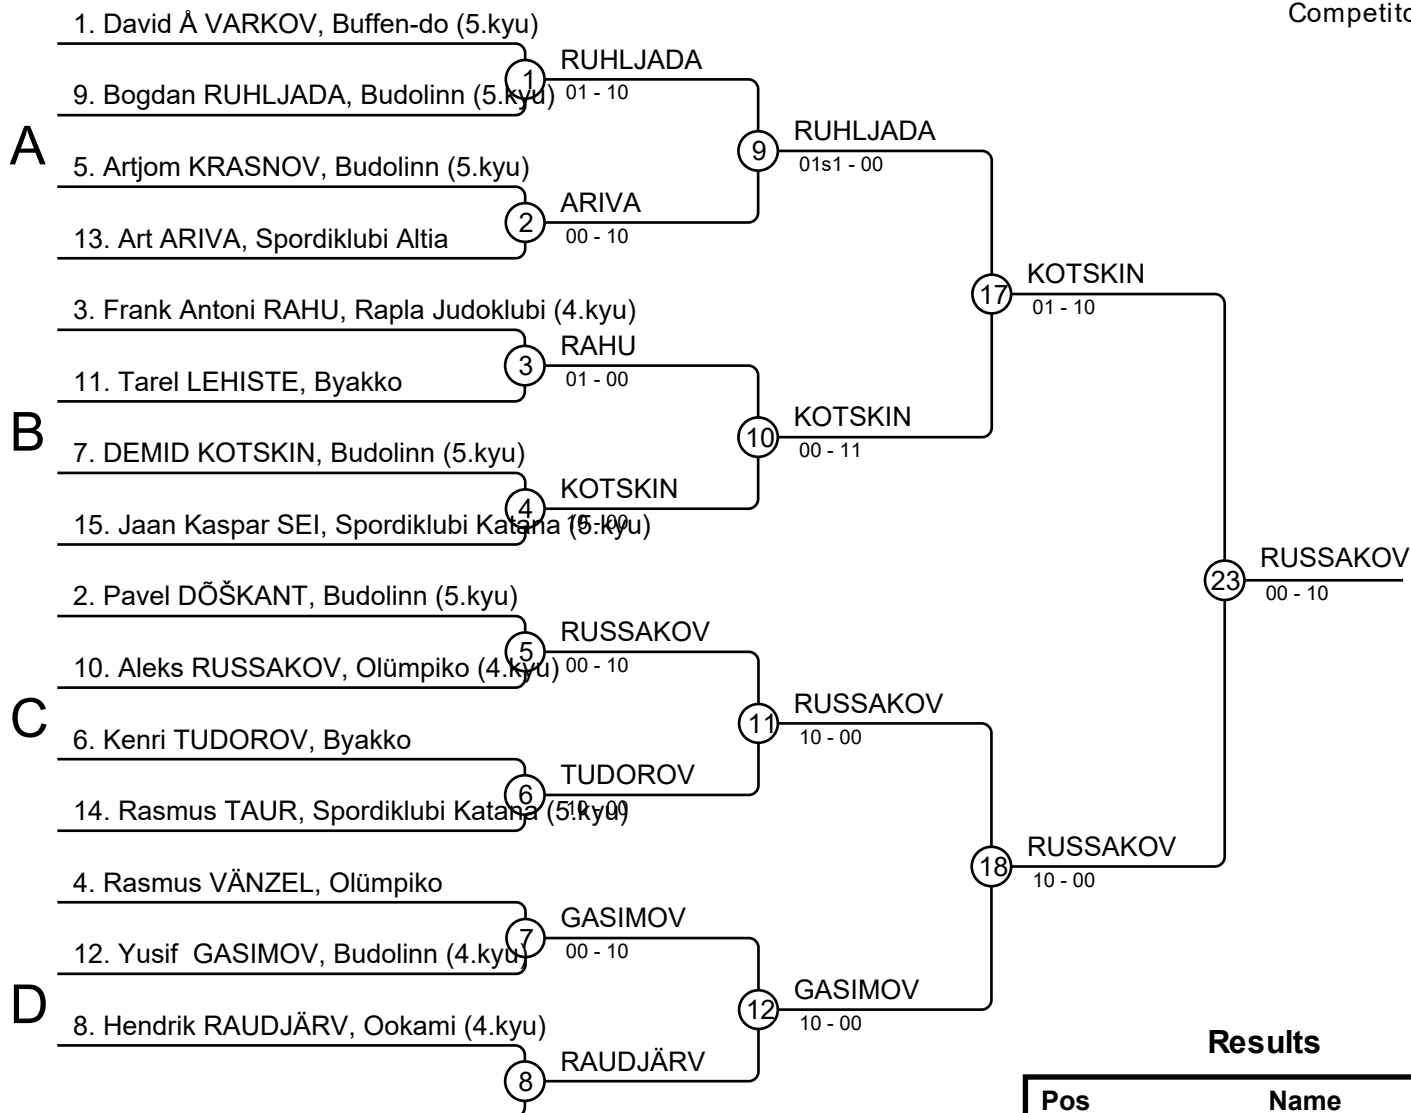 Competito
1. David Å VARKOV, Buffen-do (5.kyu)
1
RUHLJADA
01 - 10
9. Bogdan RUHLJADA, Budolinn (5.kyu)
A
9
RUHLJADA
01s1 - 00
5. Artjom KRASNOV, Budolinn (5.kyu)
2
ARIVA
00 - 10
13. Art ARIVA, Spordiklubi Altia
17
KOTSKIN
01 - 10
3. Frank Antoni RAHU, Rapla Judoklubi (4.kyu)
3
RAHU
01 - 00
11. Tarel LEHISTE, Byakko
B
10
KOTSKIN
00 - 11
7. DEMID KOTSKIN, Budolinn (5.kyu)
4
KOTSKIN
15. Jaan Kaspar SEI, Spordiklubi Katana (5.kyu)
23
RUSSAKOV
00 - 10
2. Pavel DÕŠKANT, Budolinn (5.kyu)
5
RUSSAKOV
00 - 10
10. Aleks RUSSAKOV, Olümpiko (4.kyu)
C
11
RUSSAKOV
10 - 00
6. Kenri TUDOROV, Byakko
6
TUDOROV
14. Rasmus TAUR, Spordiklubi Katana (5.kyu)
18
RUSSAKOV
10 - 00
4. Rasmus VÄNZEL, Olümpiko
7
GASIMOV
00 - 10
12. Yusif  GASIMOV, Budolinn (4.kyu)
D
12
GASIMOV
10 - 00
8. Hendrik RAUDJÄRV, Ookami (4.kyu)
8
RAUDJÄRV
Results
Pos Name